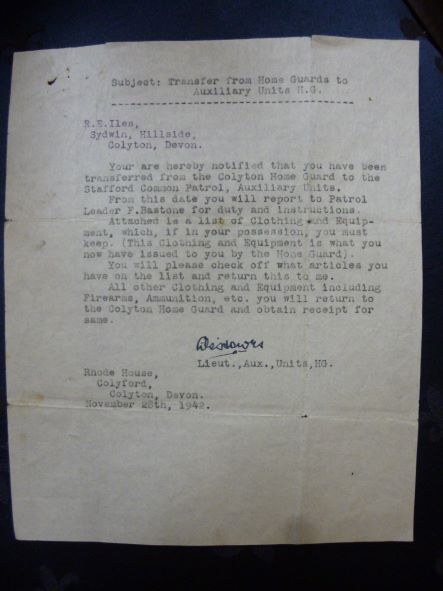 Subject: Transfer from Home Guards to
Auxiliary Units H.G.
R.E.Iles,
Sydwin, Hillside,
Colyton, Devon.
Your are hereby notified that you have been
transferred from the Colyton Home Guard to the
Stafford Common Patrol, Auxiliary Units.
From this date you will report to Patrol
Leader F.Bastone for duty and instructions.
Attached is a list of Clothing and Equip-
ment, which, if in your possession, you must
keep. (This Clothing and Equipment is what you
now have issued to you by the Home Guard).
You will please check off what articles you
have on the list and return this to me.
All other Clothing and Equipment including
Firearms, Ammunition, etc. you will return to
the Colyton Home Guard and obtain receipt for
same.
Lieut.,Aux.,Units,HG.
Rhode House,
Colyford,
Colyton, Devon.
November 28th, 1942.